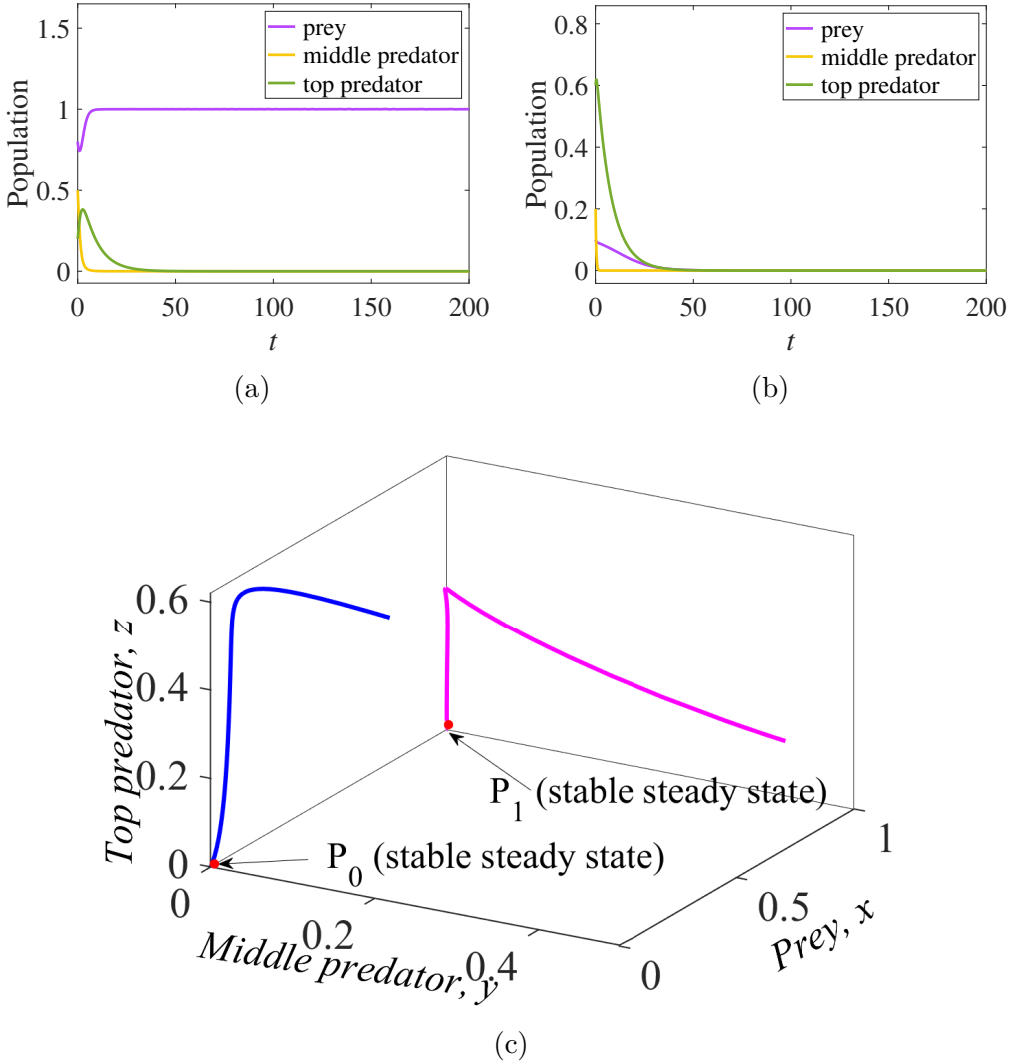 1.5
1
0.5
0
Population
prey
middle predator
top predator
0 50 100 150 200
t
(a)
0.8
0.6
0.4
0.2
0
Population
prey
middle predator
top predator
0 50 100 150 200
t
(b)
0.6
0.4
0.2
0
Top predator, z
P1 (stable steady state)
P0 (stable steady state)
0
0.2
0.4
Middle predator, y
0
0.5
1
Prey, x
(c)